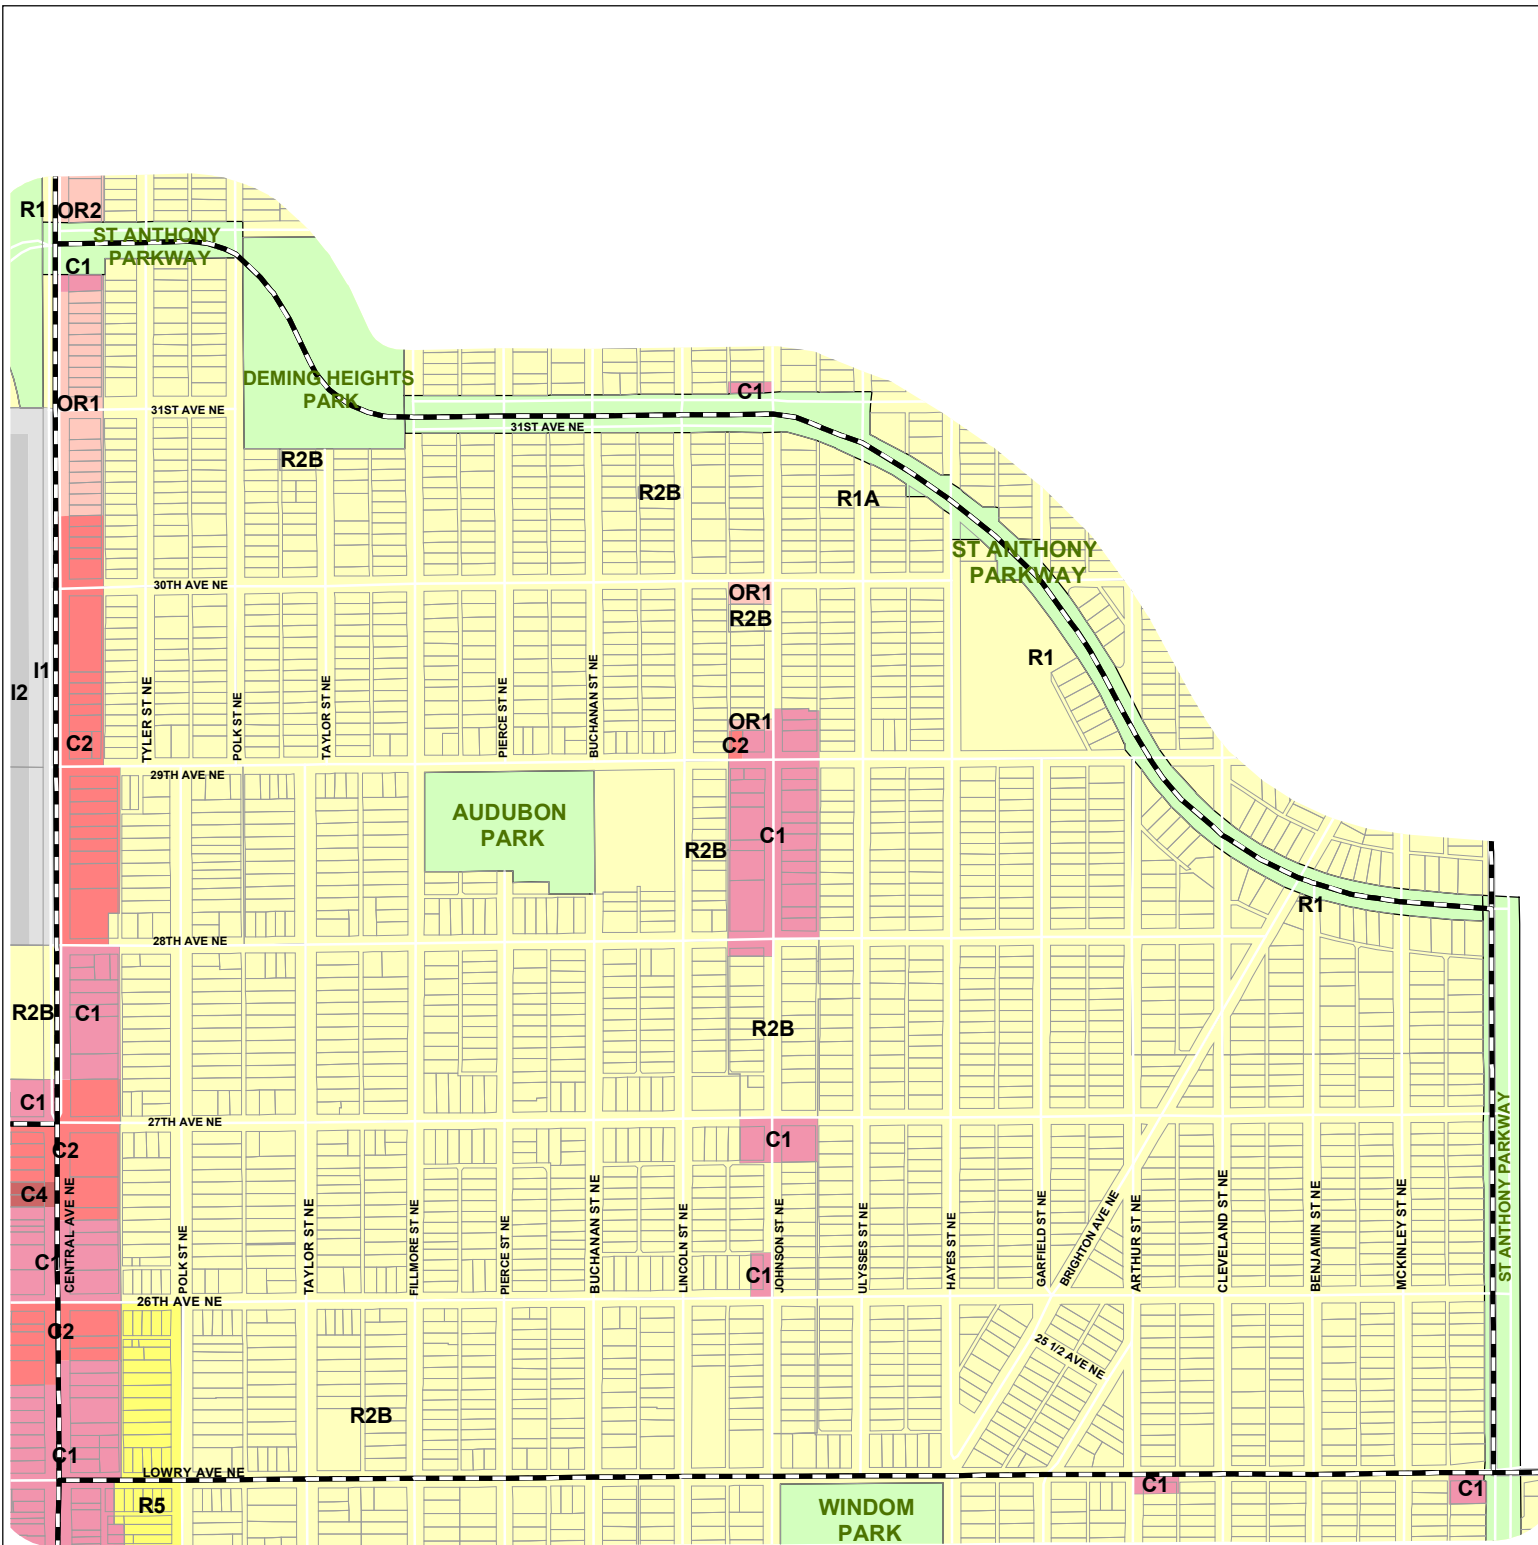 R1
OR2
ST ANTHONY
PARKWAY
C1
DEMING HEIGHTS
PARK
C1
OR1
31ST AVE NE
31ST AVE NE
R2B
R2B
R1A
ST ANTHONY
PARKWAY
30TH AVE NE
OR1
R2B
R1
I1
I2
TYLER ST NE
POLK ST NE
TAYLOR ST NE
PIERCE ST NE
BUCHANAN ST NE
OR1
C2
C2
29TH AVE NE
AUDUBON
PARK
C1
R2B
R1
28TH AVE NE
R2B
C1
R2B
C1
27TH AVE NE
C2
C1
C4
CENTRAL AVE NE
C1
POLK ST NE
TAYLOR ST NE
FILLMORE ST NE
PIERCE ST NE
BUCHANAN ST NE
LINCOLN ST NE
C1
JOHNSON ST NE
ULYSSES ST NE
HAYES ST NE
GARFIELD ST NE
BRIGHTON AVE NE
ARTHUR ST NE
CLEVELAND ST NE
BENJAMIN ST NE
MCKINLEY ST NE
ST ANTHONY PARKWAY
26TH AVE NE
C2
25 1/2 AVE NE
R2B
C1
LOWRY AVE NE
R5
WINDOM
PARK
C1
C1